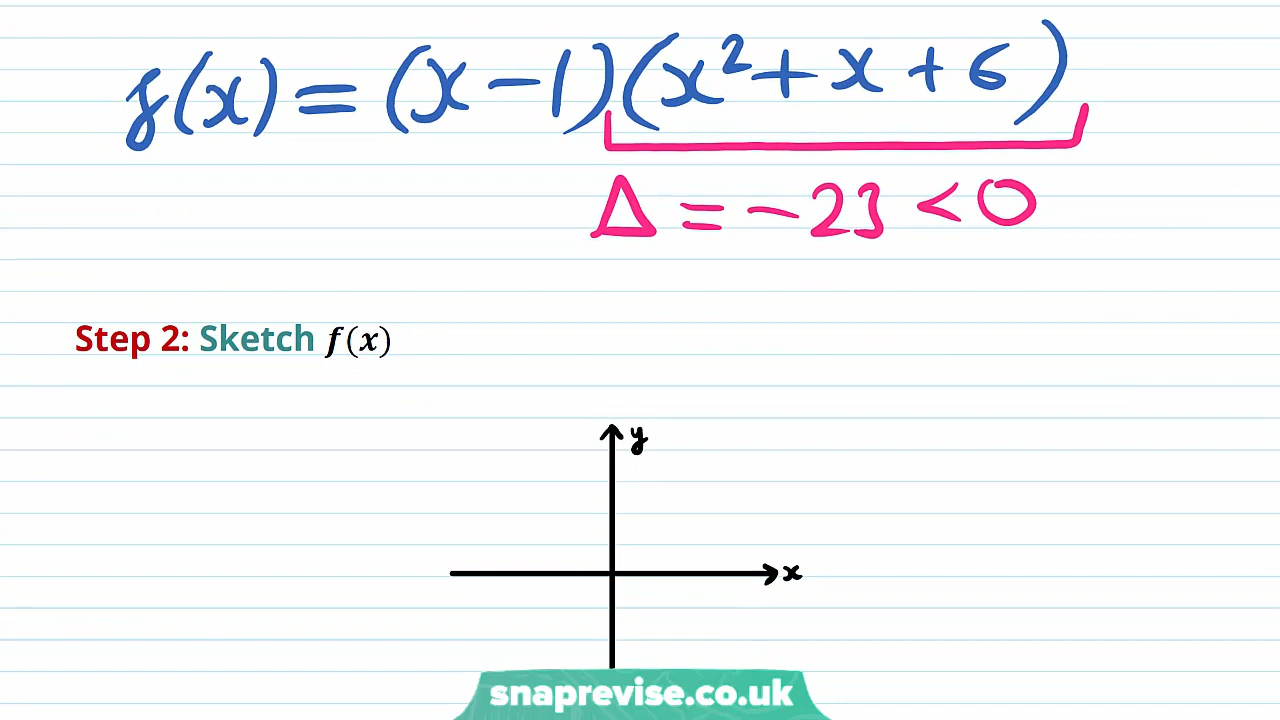 f(x) = (x - 1)(x² + x + 6)
Δ = -23 < 0
Step 2: Sketch f(x)
y
x
snaprevise.co.uk